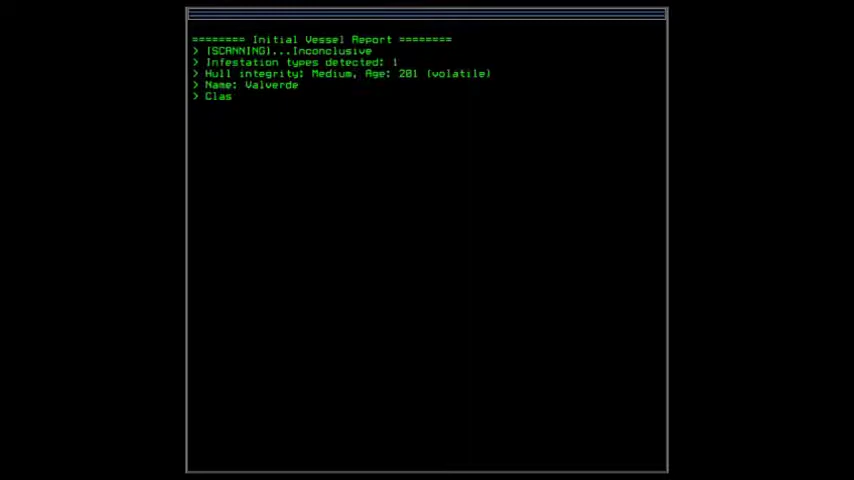 ======== Initial Vessel Report ========
> [SCANNING]...Inconclusive
> Infestation types detected: 1
> Hull integrity: Medium, Age: 201 (volatile)
> Name: Valverde
> Clas